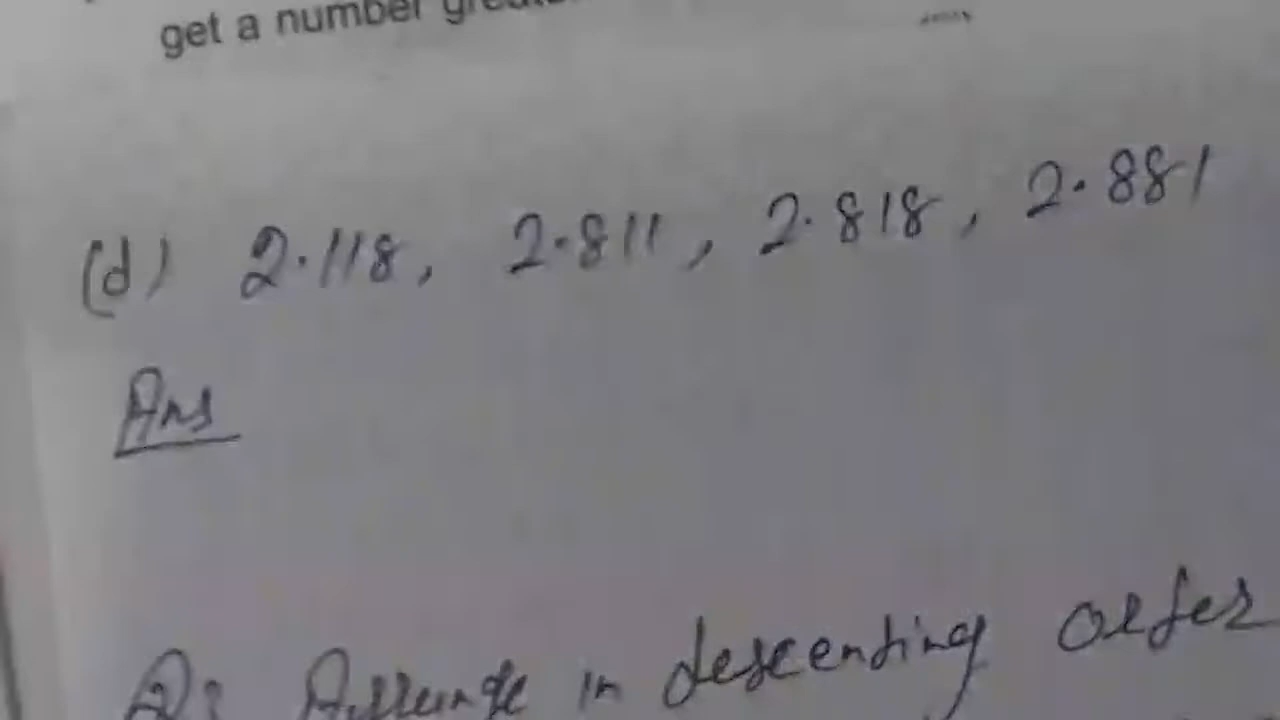 get a number
(d) 2.118, 2.811, 2.818, 2.881
Ans
Arrange in descending order